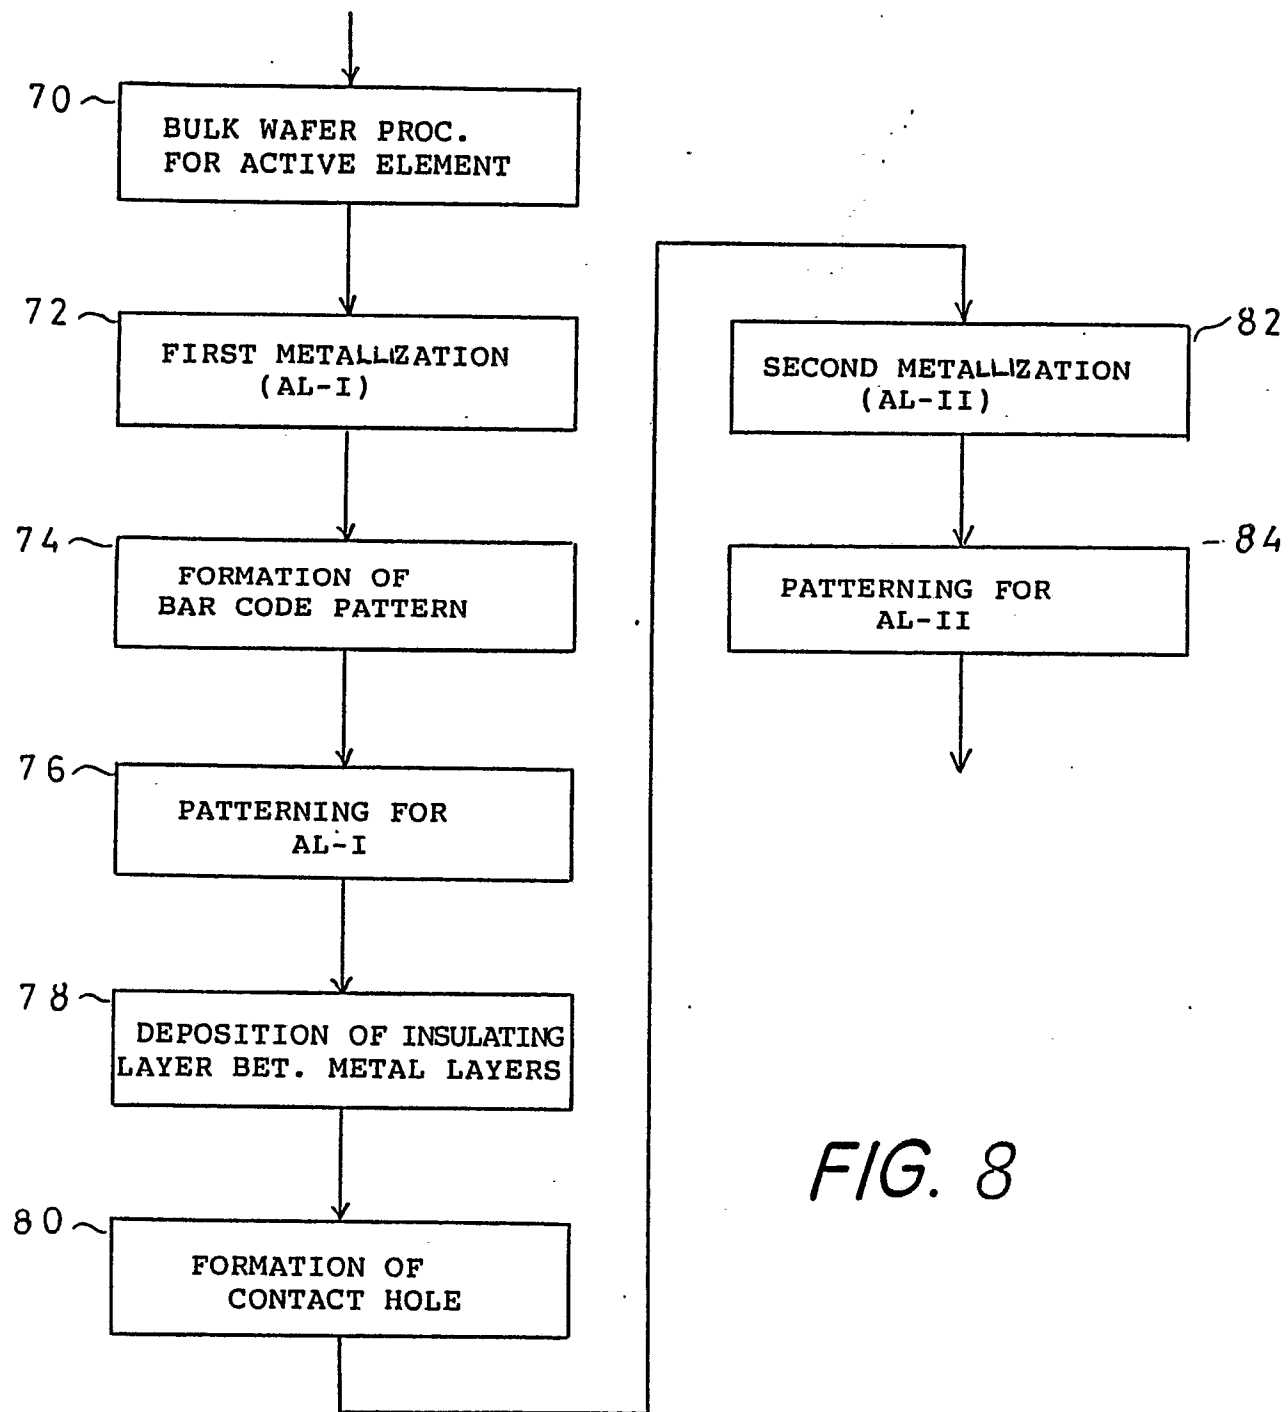 70
BULK WAFER PROC.
FOR ACTIVE ELEMENT
72
FIRST METALLIZATION
(AL-I)
74
FORMATION OF
BAR CODE PATTERN
76
PATTERNING FOR
AL-I
78
DEPOSITION OF INSULATING
LAYER BET. METAL LAYERS
80
FORMATION OF
CONTACT HOLE
82
SECOND METALLIZATION
(AL-II)
84
PATTERNING FOR
AL-II
FIG. 8